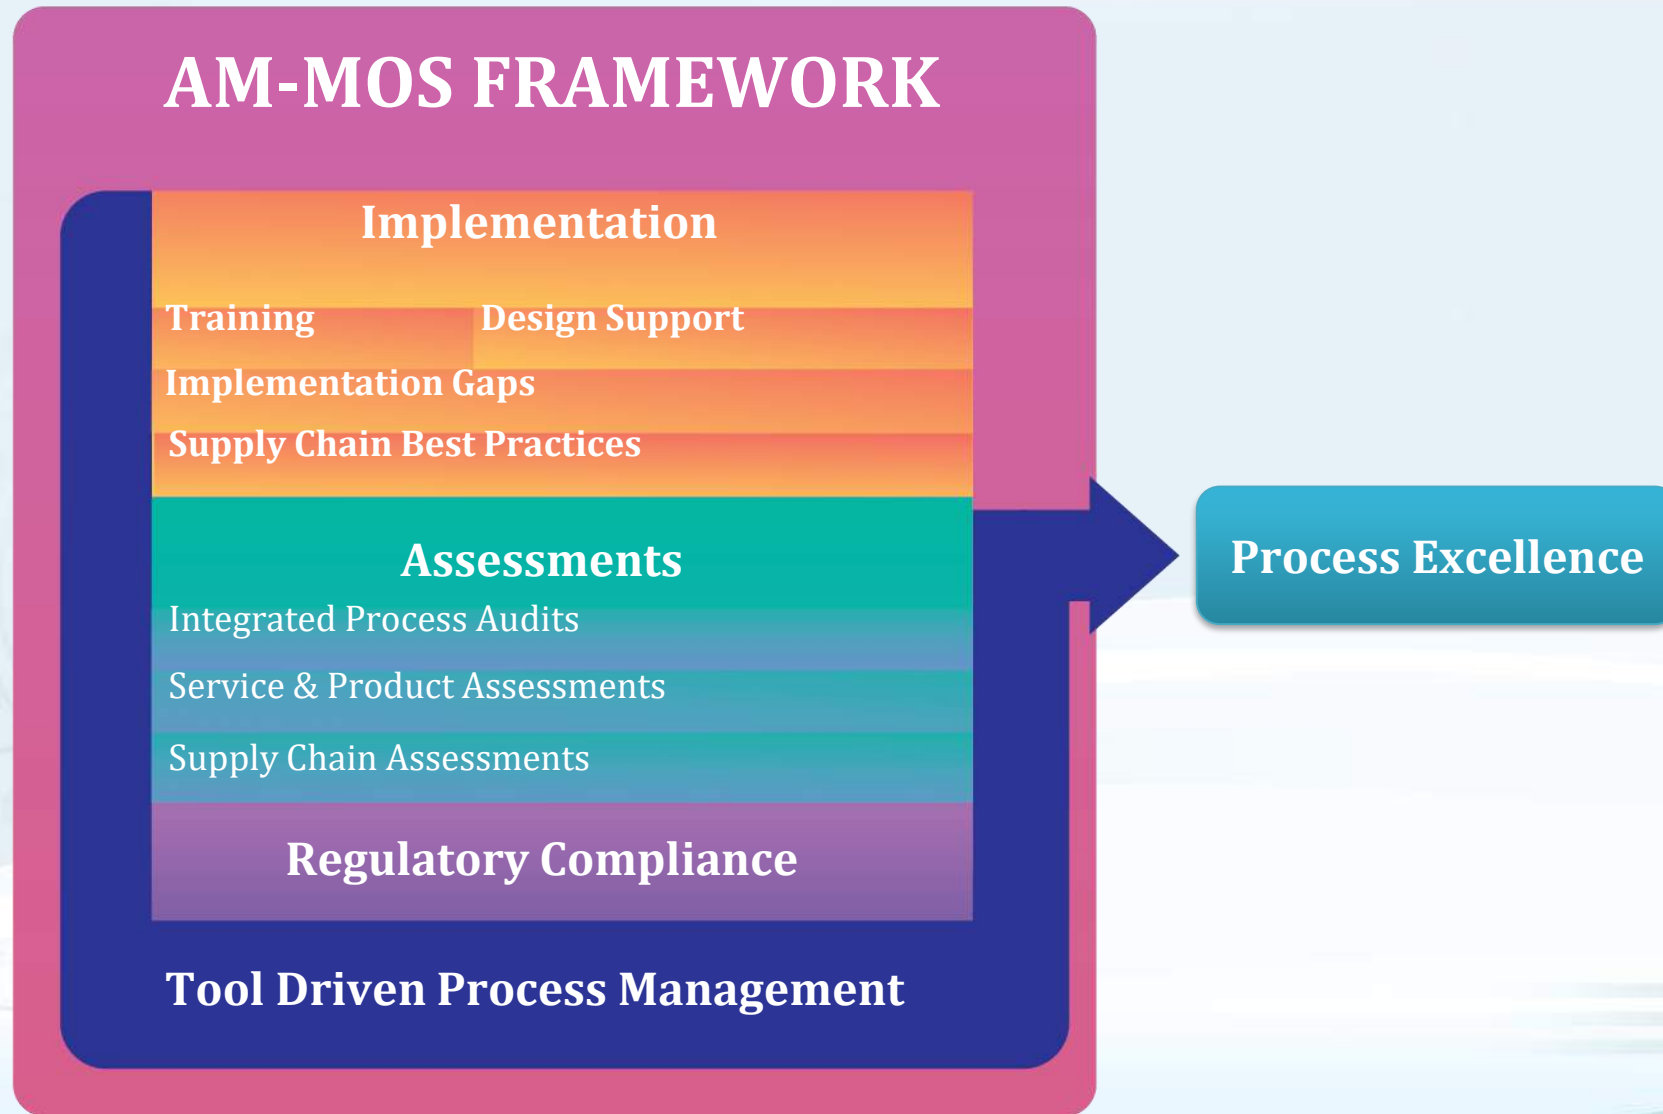 AM-MOS FRAMEWORK
Implementation
Training
Design Support
Implementation Gaps
Supply Chain Best Practices
Assessments
Integrated Process Audits
Service & Product Assessments
Supply Chain Assessments
Regulatory Compliance
Tool Driven Process Management
Process Excellence